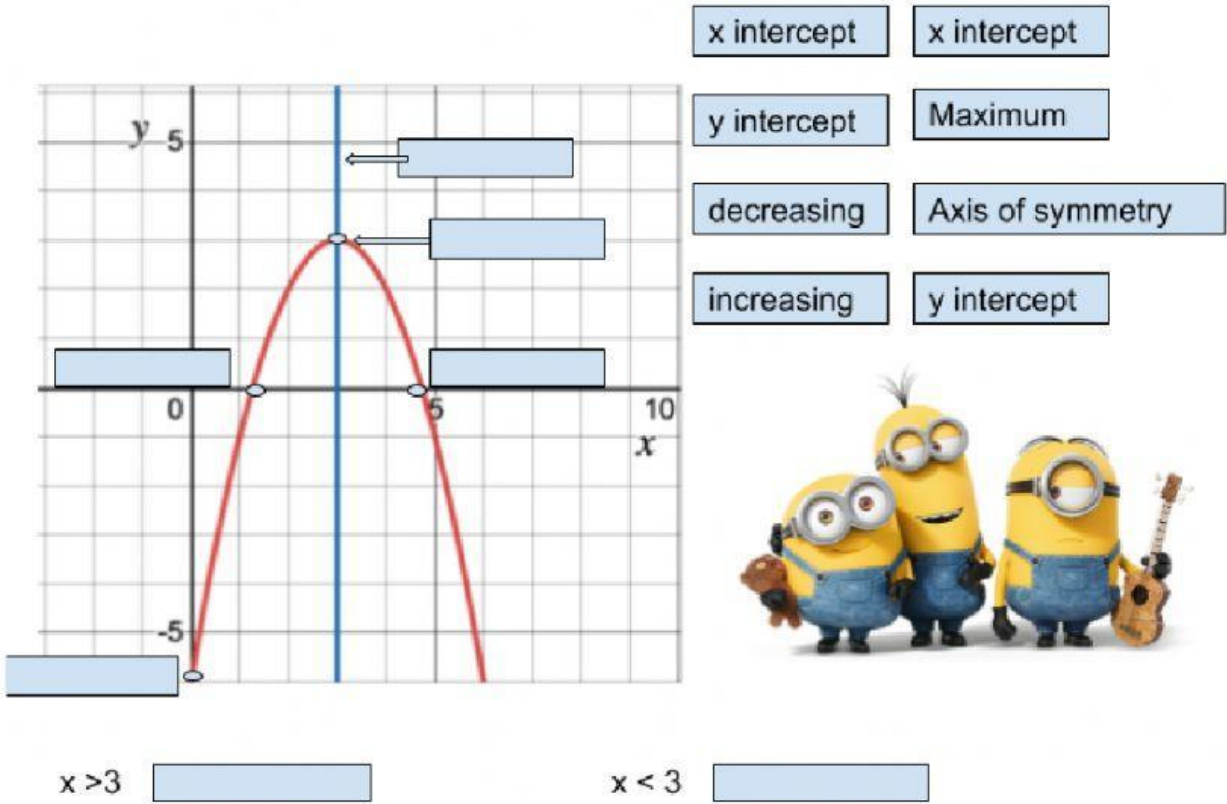 x intercept
x intercept
y intercept
Maximum
decreasing
Axis of symmetry
increasing
y intercept
y
5
0
5
10
x
-5
x >3
x < 3